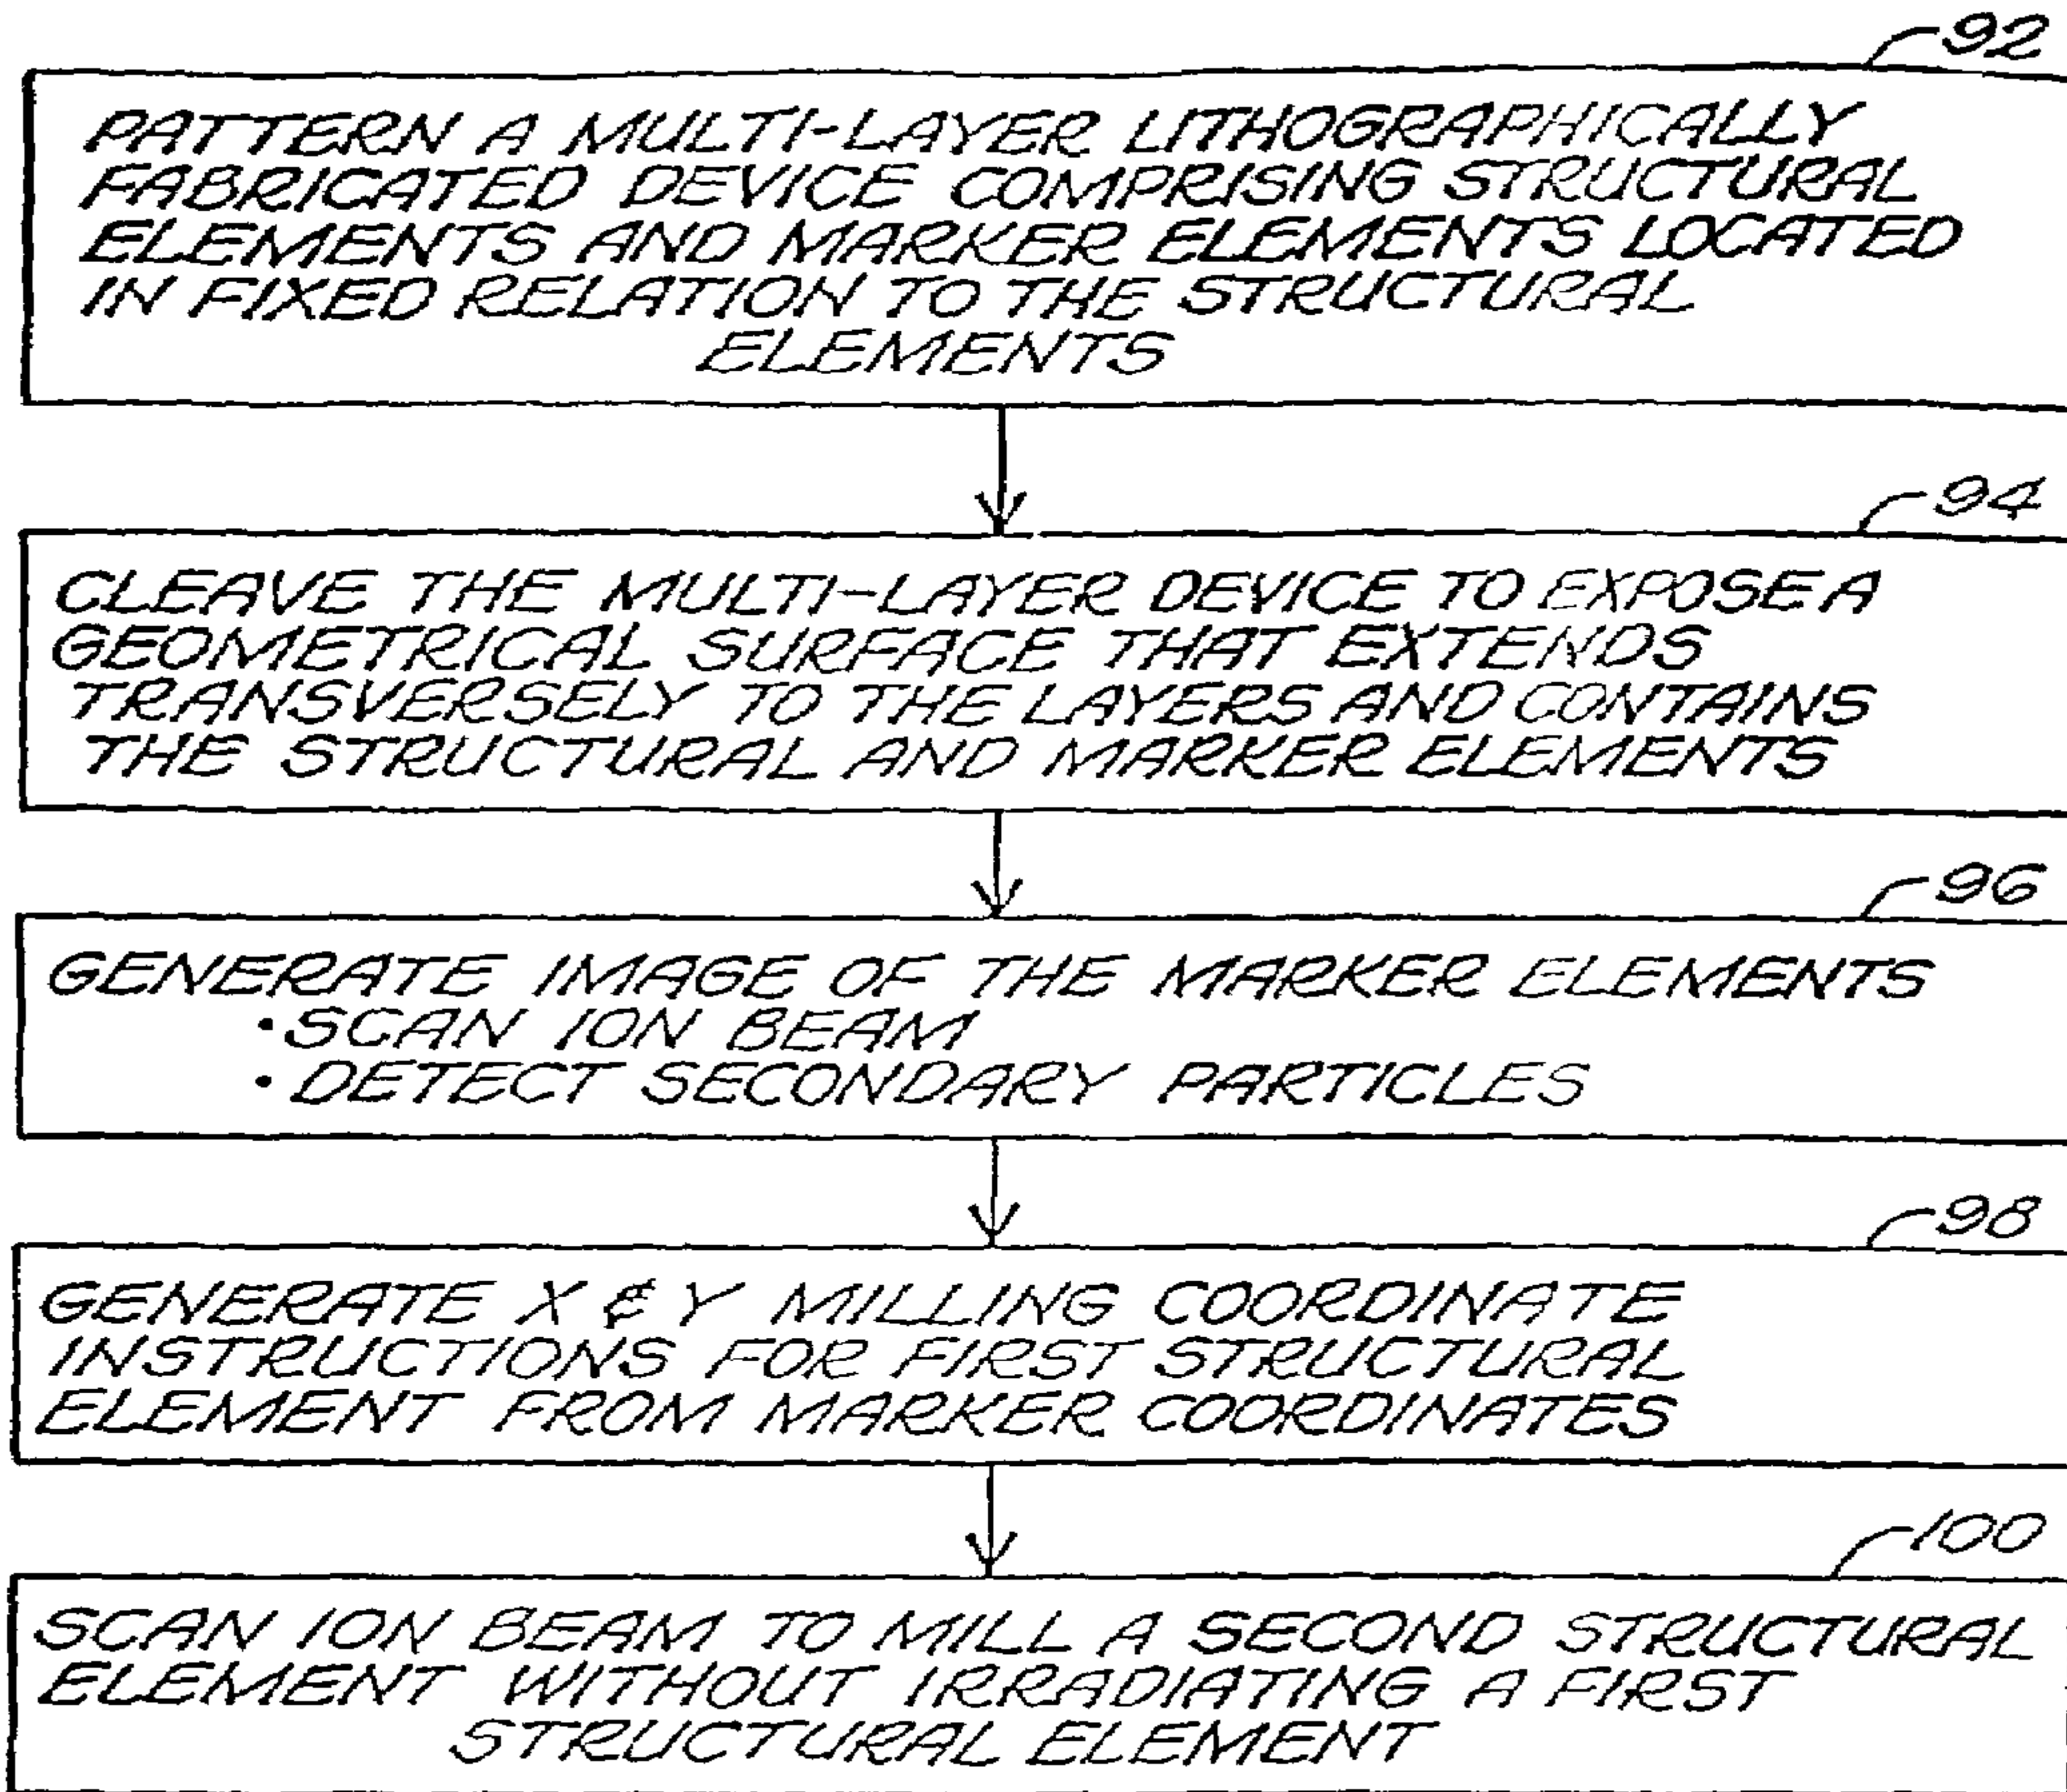 92
PATTERN A MULTI-LAYER LITHOGRAPHICALLY
FABRICATED DEVICE COMPRISING STRUCTURAL
ELEMENTS AND MARKER ELEMENTS LOCATED
IN FIXED RELATION TO THE STRUCTURAL
ELEMENTS
94
CLEAVE THE MULTI-LAYER DEVICE TO EXPOSE A
GEOMETRICAL SURFACE THAT EXTENDS
TRANSVERSELY TO THE LAYERS AND CONTAINS
THE STRUCTURAL AND MARKER ELEMENTS
96
GENERATE IMAGE OF THE MARKER ELEMENTS
• SCAN ION BEAM
• DETECT SECONDARY PARTICLES
98
GENERATE X & Y MILLING COORDINATE
INSTRUCTIONS FOR FIRST STRUCTURAL
ELEMENT FROM MARKER COORDINATES
100
SCAN ION BEAM TO MILL A SECOND STRUCTURAL
ELEMENT WITHOUT IRRADIATING A FIRST
STRUCTURAL ELEMENT